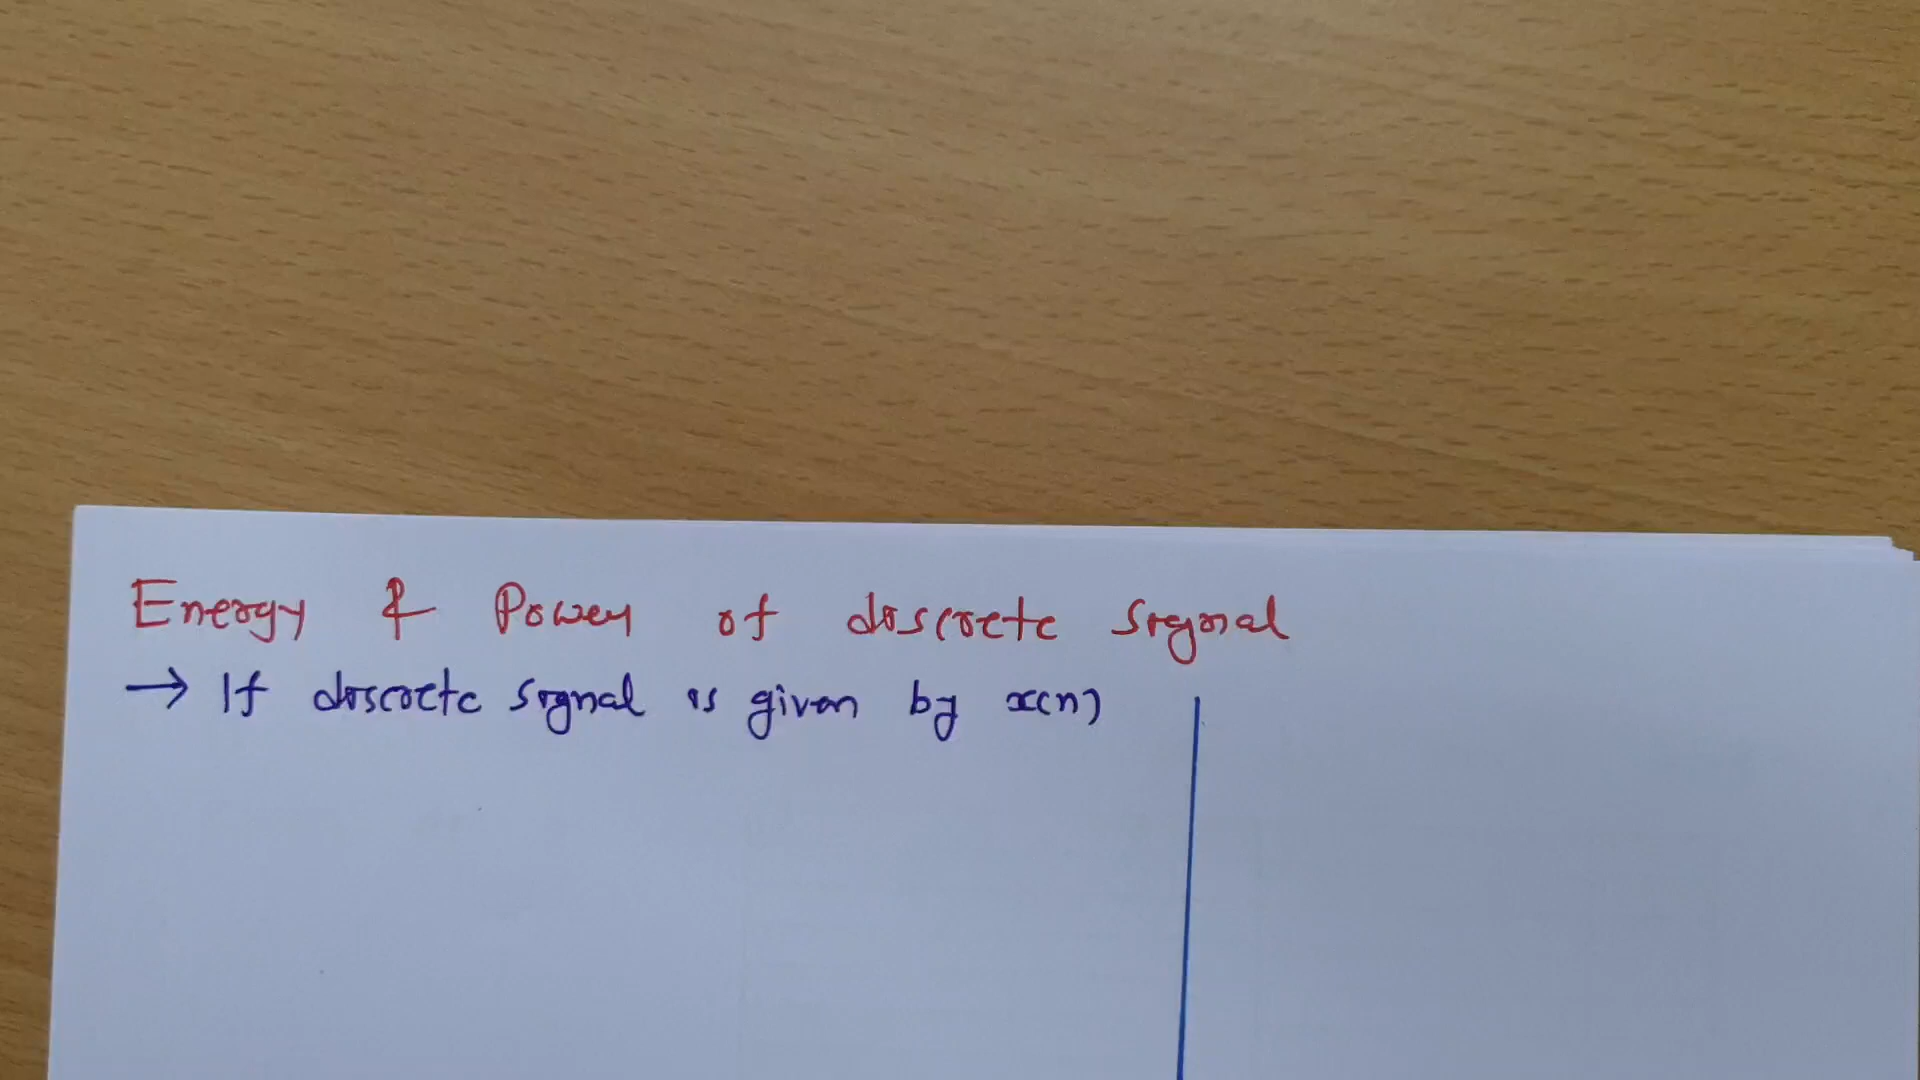 Energy & Power of discrete signal
→ If discrete signal is given by x(n)